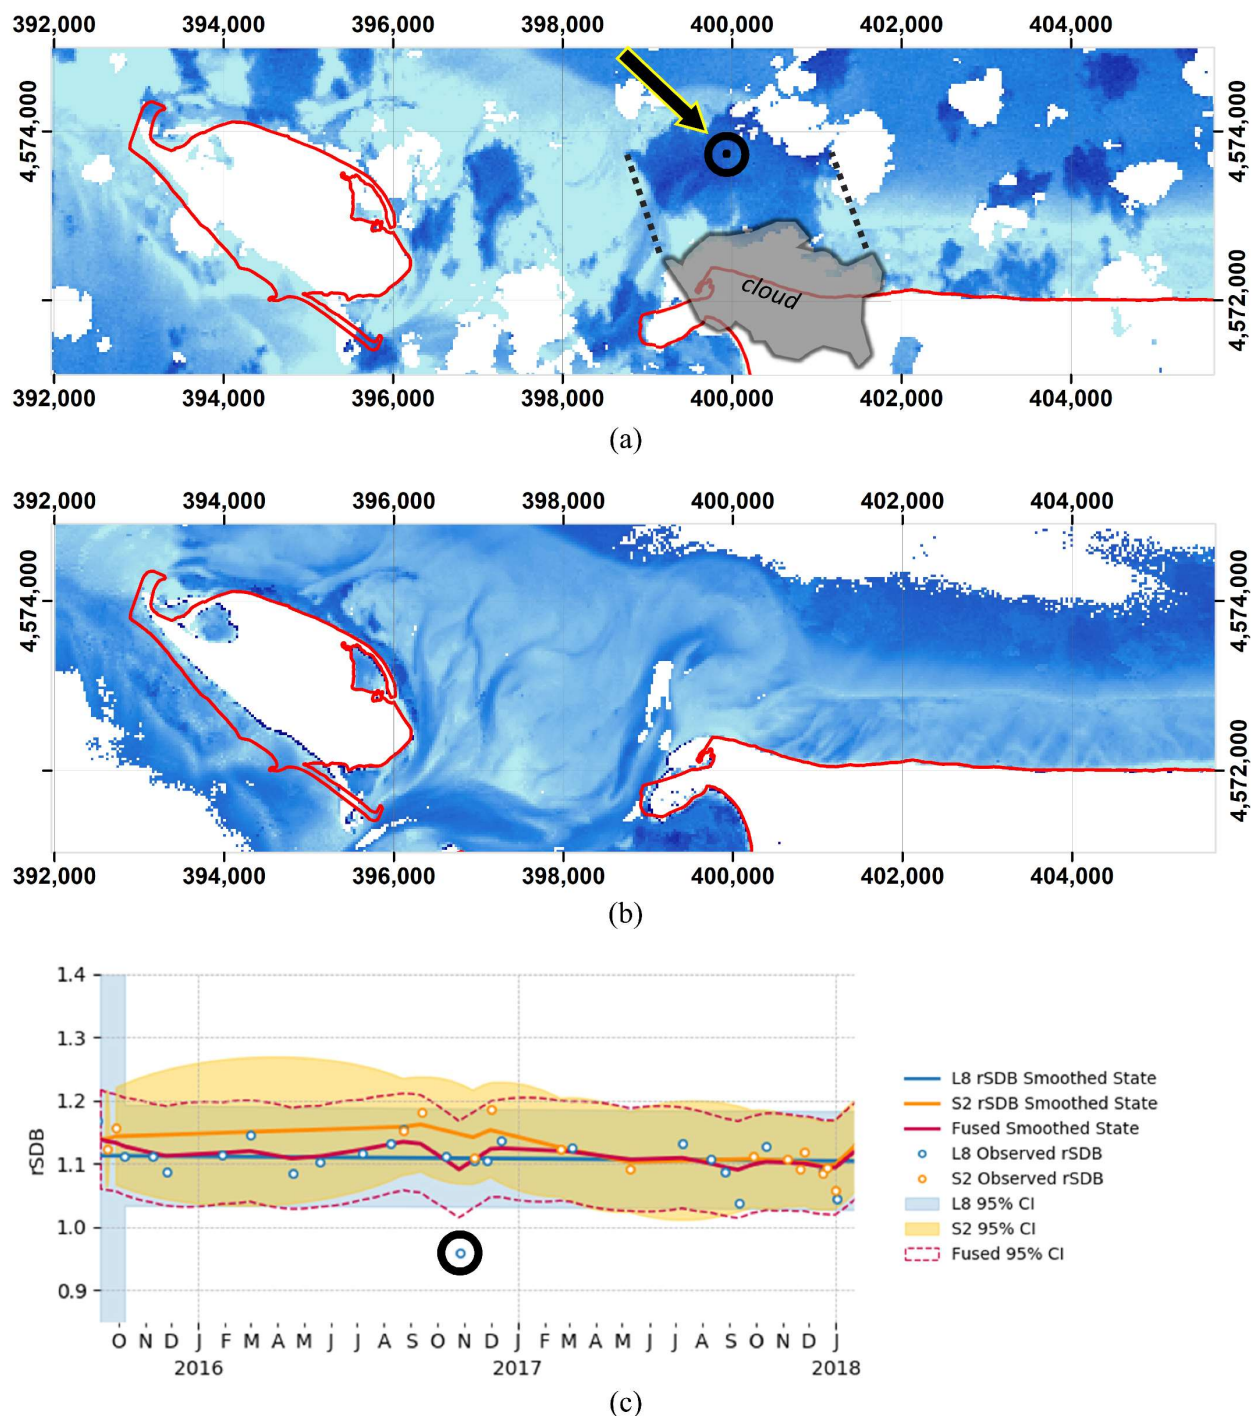 392,000 394,000 396,000 398,000 400,000 402,000 404,000
4,574,000
4,572,000
cloud
4,574,000
4,572,000
392,000 394,000 396,000 398,000 400,000 402,000 404,000
(a)
392,000 394,000 396,000 398,000 400,000 402,000 404,000
4,574,000
4,574,000
4,572,000
392,000 394,000 396,000 398,000 400,000 402,000 404,000
(b)
1.4
1.3
1.2
1.1
1.0
0.9
rSDB
L8 rSDB Smoothed State
S2 rSDB Smoothed State
Fused Smoothed State
L8 Observed rSDB
S2 Observed rSDB
L8 95% CI
S2 95% CI
Fused 95% CI
O N D J F M A M J J A S O N D J F M A M J J A S O N D J
2016 2017 2018
(c)